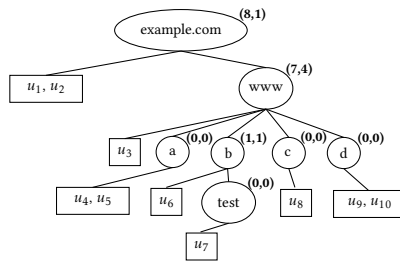 example.com (8,1)
u1, u2 www (7,4)
u3 a (0,0) b (1,1) c (0,0) d (0,0)
u4, u5 u6 test (0,0) u8 u9, u10
u7